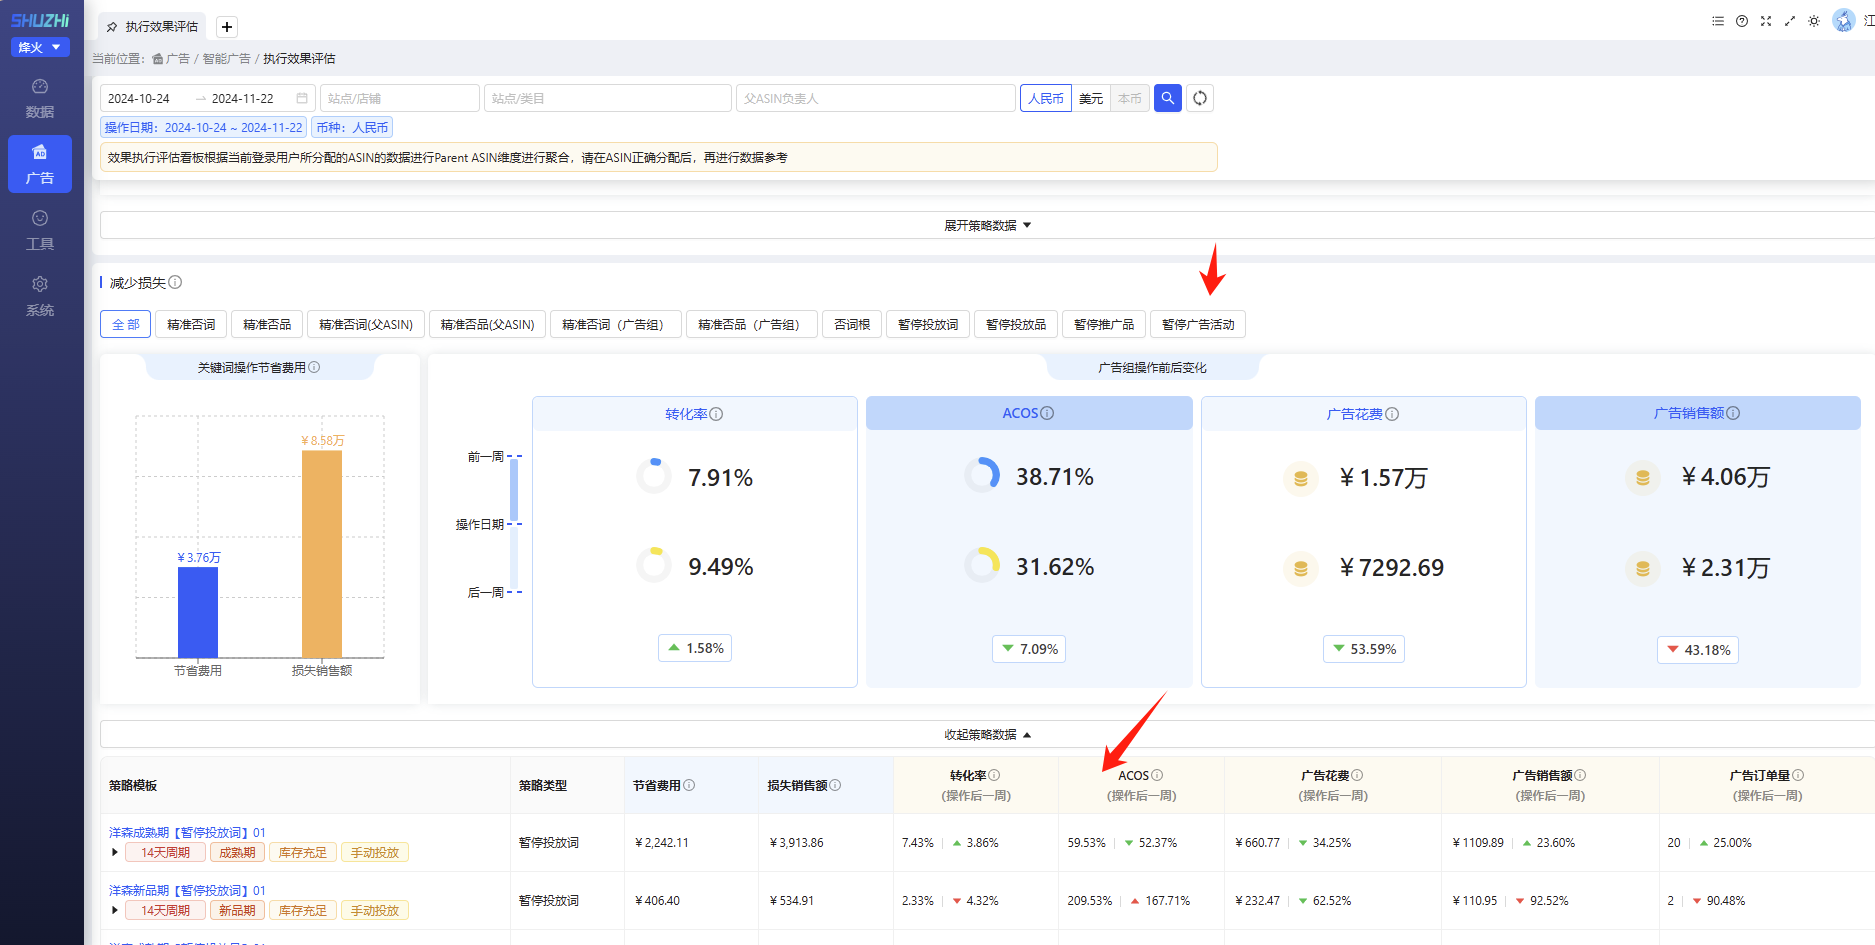 SHUZHi
烽火
数据
广告
工具
系统
执行效果评估 +
当前位置： 广告 / 智能广告 / 执行效果评估
2024-10-24 → 2024-11-22 站点/店铺 站点/类目 父ASIN负责人 人民币 美元 本币
操作日期：2024-10-24 ~ 2024-11-22 币种：人民币
效果执行评估看板根据当前登录用户所分配的ASIN的数据进行Parent ASIN维度进行聚合，请在ASIN正确分配后，再进行数据参考
展开策略数据
减少损失
全部 精准否词 精准否品 精准否词(父ASIN) 精准否品(父ASIN) 精准否词（广告组） 精准否品（广告组） 否词根 暂停投放词 暂停投放品 暂停推广品 暂停广告活动
关键词操作节省费用
￥3.76万
￥8.58万
节省费用 损失销售额
广告组操作前后变化
前一周
操作日期
后一周
转化率
7.91%
9.49%
1.58%
ACOS
38.71%
31.62%
7.09%
广告花费
￥1.57万
￥7292.69
53.59%
广告销售额
￥4.06万
￥2.31万
43.18%
收起策略数据
策略模板 策略类型 节省费用 损失销售额 转化率 ACOS 广告花费 广告销售额 广告订单量
(操作后一周) (操作后一周) (操作后一周) (操作后一周) (操作后一周)
洋森成熟期【暂停投放词】01
14天周期 成熟期 库存充足 手动投放
暂停投放词 ￥2,242.11 ￥3,913.86 7.43% 3.86% 59.53% 52.37% ￥660.77 34.25% ￥1109.89 23.60% 20 25.00%
洋森新品期【暂停投放词】01
14天周期 新品期 库存充足 手动投放
暂停投放词 ￥406.40 ￥534.91 2.33% 4.32% 209.53% 167.71% ￥232.47 62.52% ￥110.95 92.52% 2 90.48%